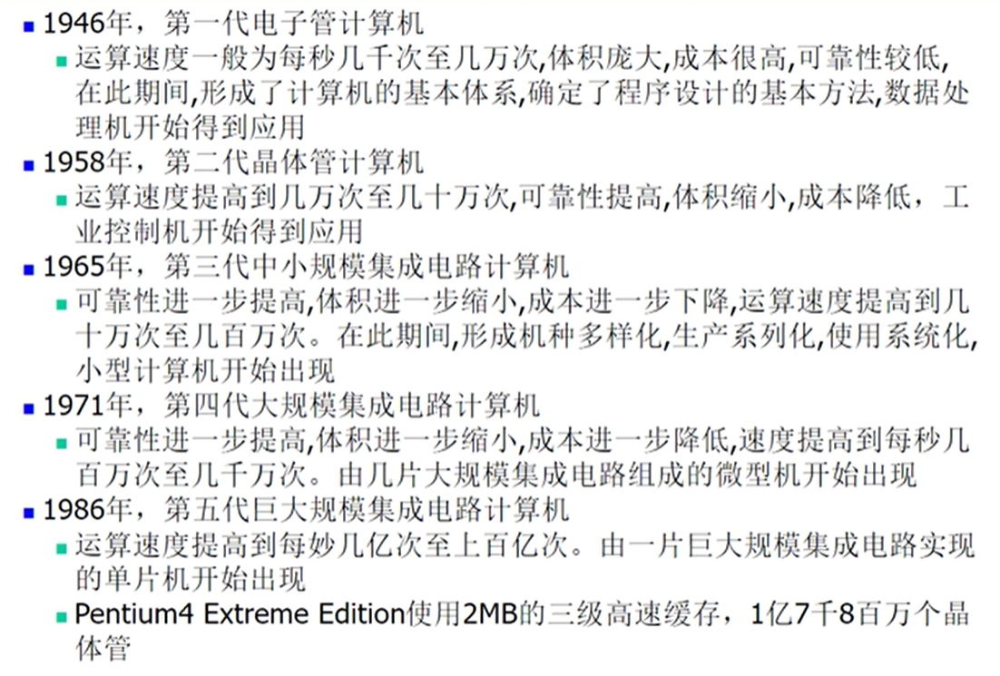 1946年，第一代电子管计算机
运算速度一般为每秒几千次至几万次,体积庞大,成本很高,可靠性较低,
在此期间,形成了计算机的基本体系,确定了程序设计的基本方法,数据处
理机开始得到应用
1958年，第二代晶体管计算机
运算速度提高到几万次至几十万次,可靠性提高,体积缩小,成本降低，工
业控制机开始得到应用
1965年，第三代中小规模集成电路计算机
可靠性进一步提高,体积进一步缩小,成本进一步下降,运算速度提高到几
十万次至几百万次。在此期间,形成机种多样化,生产系列化,使用系统化,
小型计算机开始出现
1971年，第四代大规模集成电路计算机
可靠性进一步提高,体积进一步缩小,成本进一步降低,速度提高到每秒几
百万次至几千万次。由几片大规模集成电路组成的微型机开始出现
1986年，第五代巨大规模集成电路计算机
运算速度提高到每妙几亿次至上百亿次。由一片巨大规模集成电路实现
的单片机开始出现
Pentium4 Extreme Edition使用2MB的三级高速缓存，1亿7千8百万个晶
体管